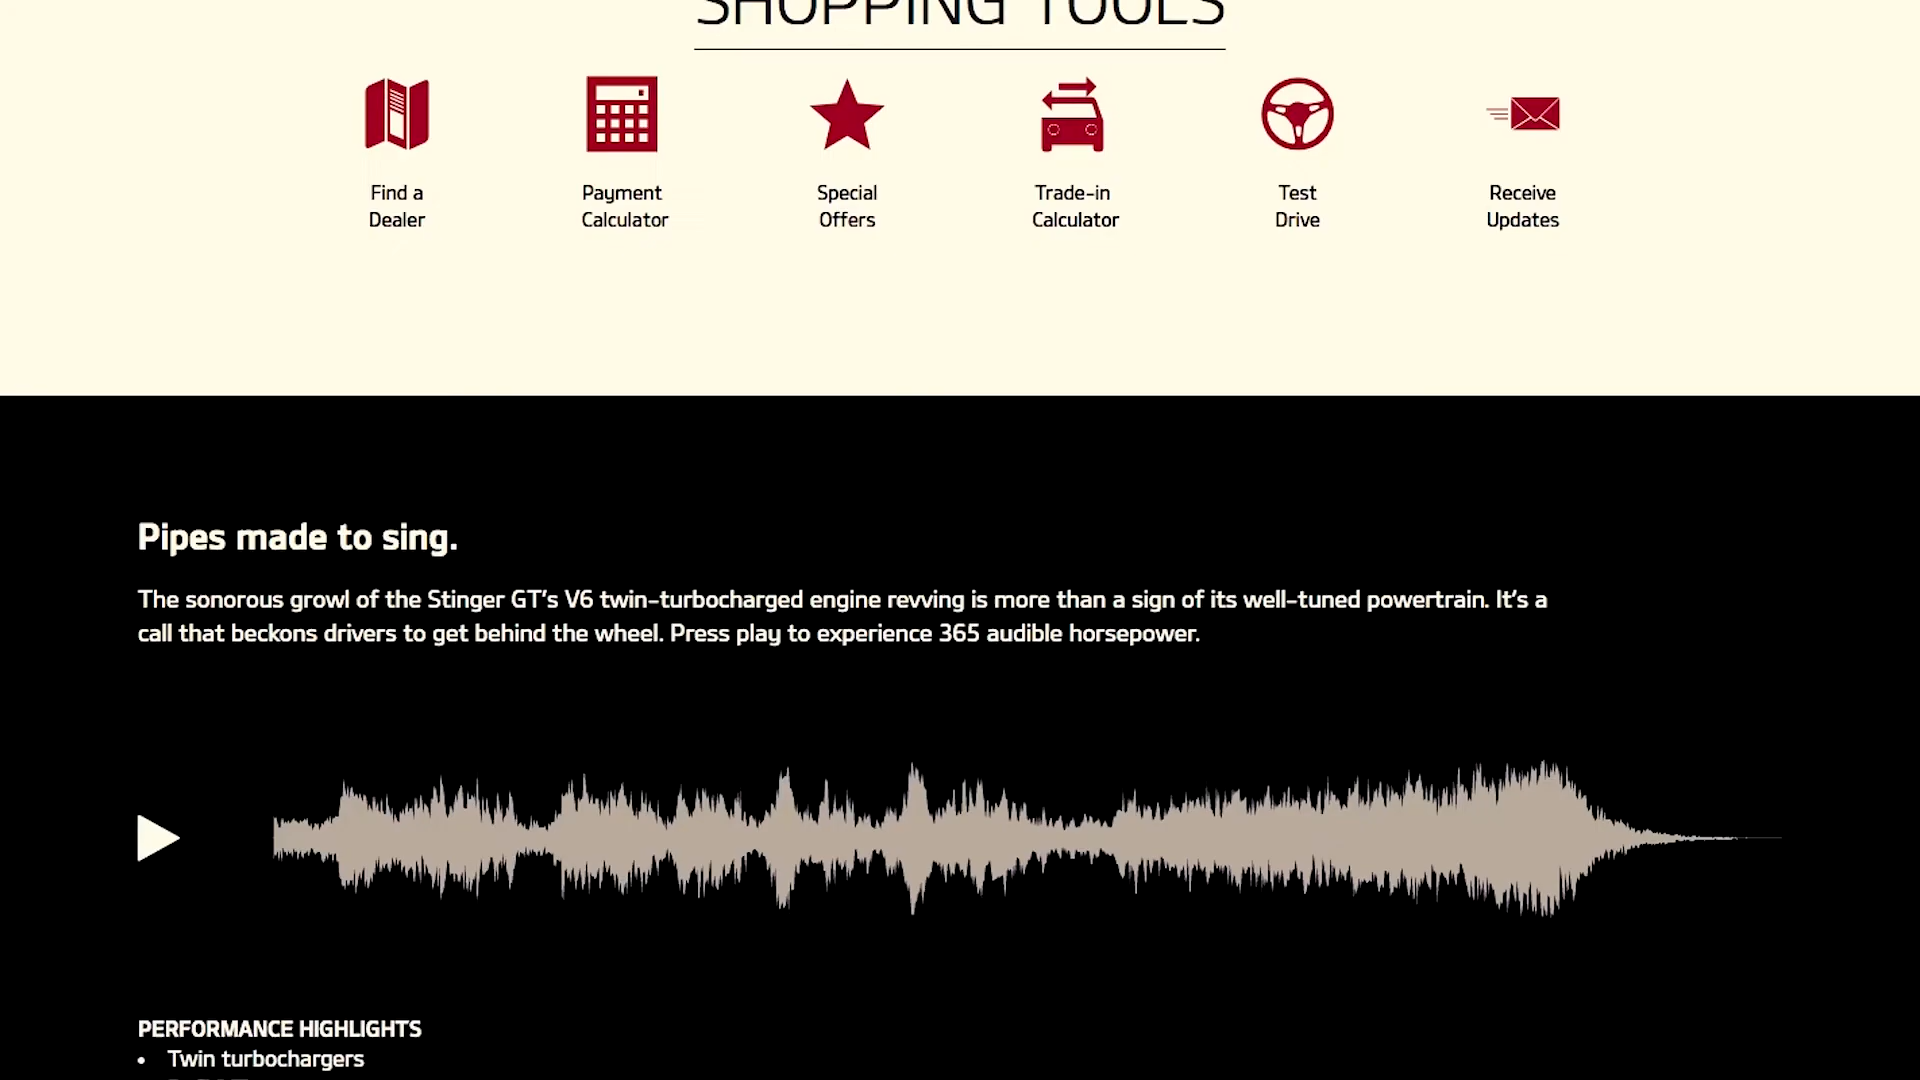 SHOPPING TOOLS
Find a
Dealer
Payment
Calculator
Special
Offers
Trade-in
Calculator
Test
Drive
Receive
Updates
Pipes made to sing.
The sonorous growl of the Stinger GT's V6 twin-turbocharged engine revving is more than a sign of its well-tuned powertrain. It's a
call that beckons drivers to get behind the wheel. Press play to experience 365 audible horsepower.
PERFORMANCE HIGHLIGHTS
• Twin turbochargers